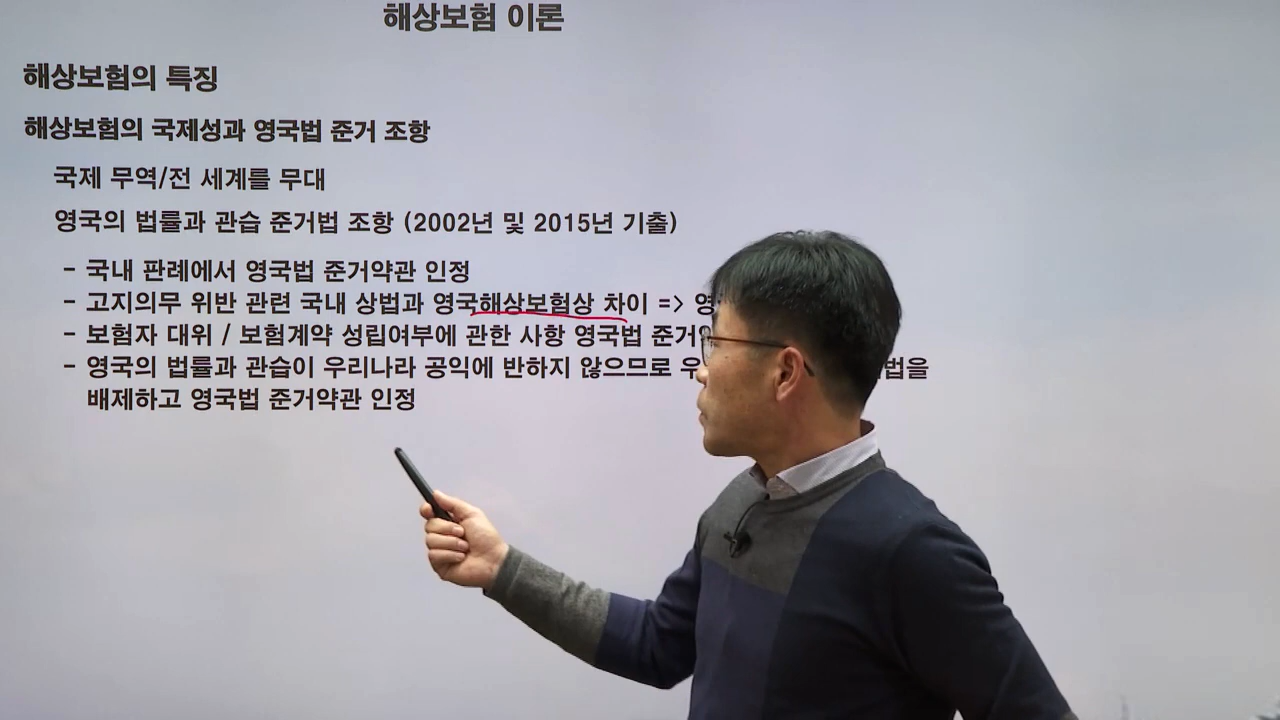 해상보험 이론
해상보험의 특징
해상보험의 국제성과 영국법 준거 조항
국제 무역/전 세계를 무대
영국의 법률과 관습 준거법 조항 (2002년 및 2015년 기출)
- 국내 판례에서 영국법 준거약관 인정
- 고지의무 위반 관련 국내 상법과 영국해상보험상 차이 => 영
- 보험자 대위 / 보험계약 성립여부에 관한 사항 영국법 준거
- 영국의 법률과 관습이 우리나라 공익에 반하지 않으므로 우 법을
배제하고 영국법 준거약관 인정